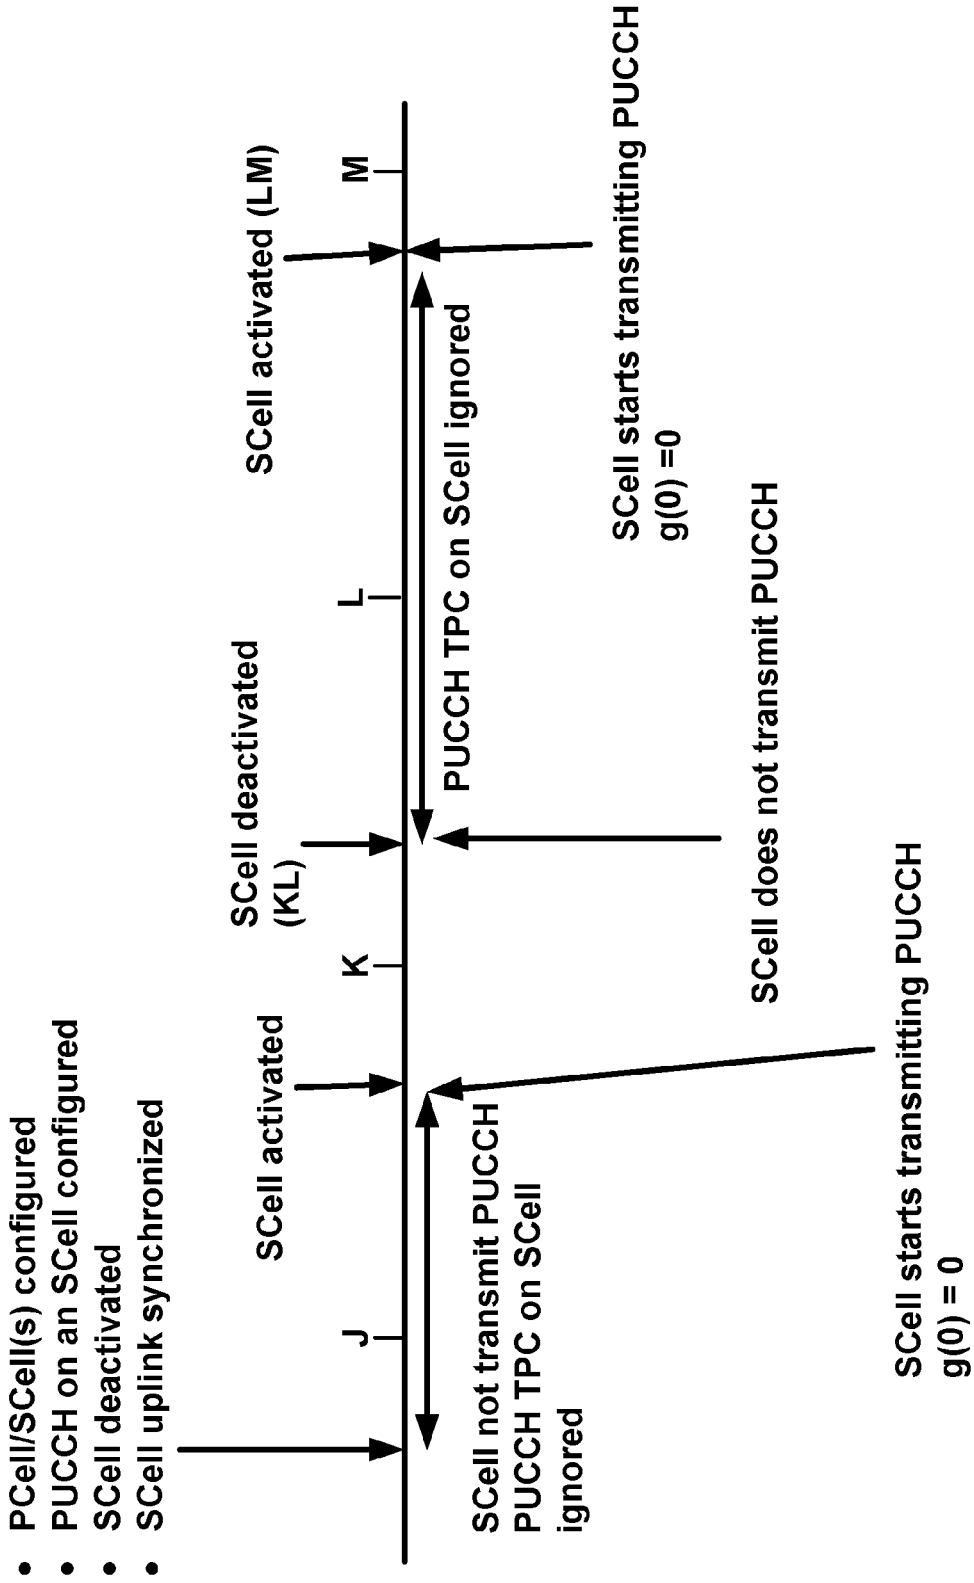 • PCell/SCell(s) configured
• PUCCH on an SCell configured
• SCell deactivated
• SCell uplink synchronized
SCell activated
SCell deactivated
(KL)
SCell activated (LM)
J
K
L
M
SCell not transmit PUCCH
PUCCH TPC on SCell
ignored
PUCCH TPC on SCell ignored
SCell starts transmitting PUCCH
g(0) =0
SCell does not transmit PUCCH
SCell starts transmitting PUCCH
g(0) = 0